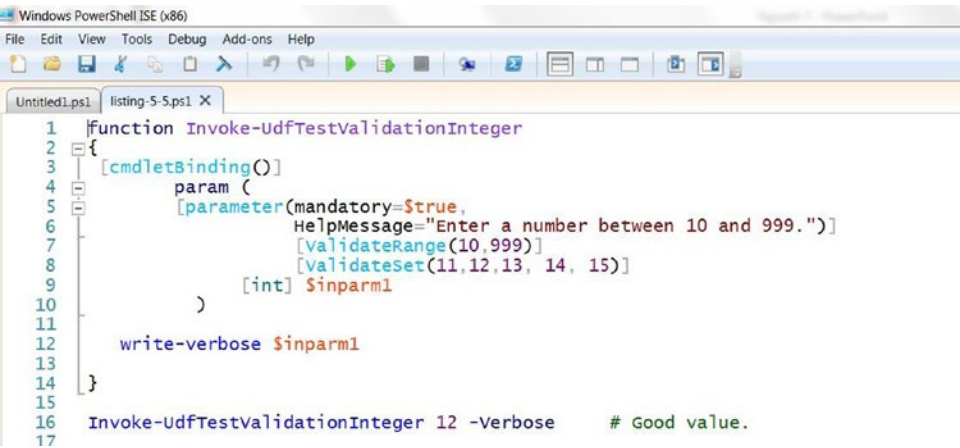 Windows PowerShell ISE (x86)
File Edit View Tools Debug Add-ons Help
Untitled1.ps1 listing-5-5.ps1 X
1 function Invoke-UdfTestValidationInteger
2 {
3 [cmdletBinding()]
4 param (
5 [parameter(mandatory=$true,
6 HelpMessage="Enter a number between 10 and 999.")]
7 [ValidateRange(10,999)]
8 [ValidateSet(11,12,13, 14, 15)]
9 [int] $inparm1
10 )
11
12 write-verbose $inparm1
13
14 }
15
16 Invoke-UdfTestValidationInteger 12 -Verbose # Good value.
17